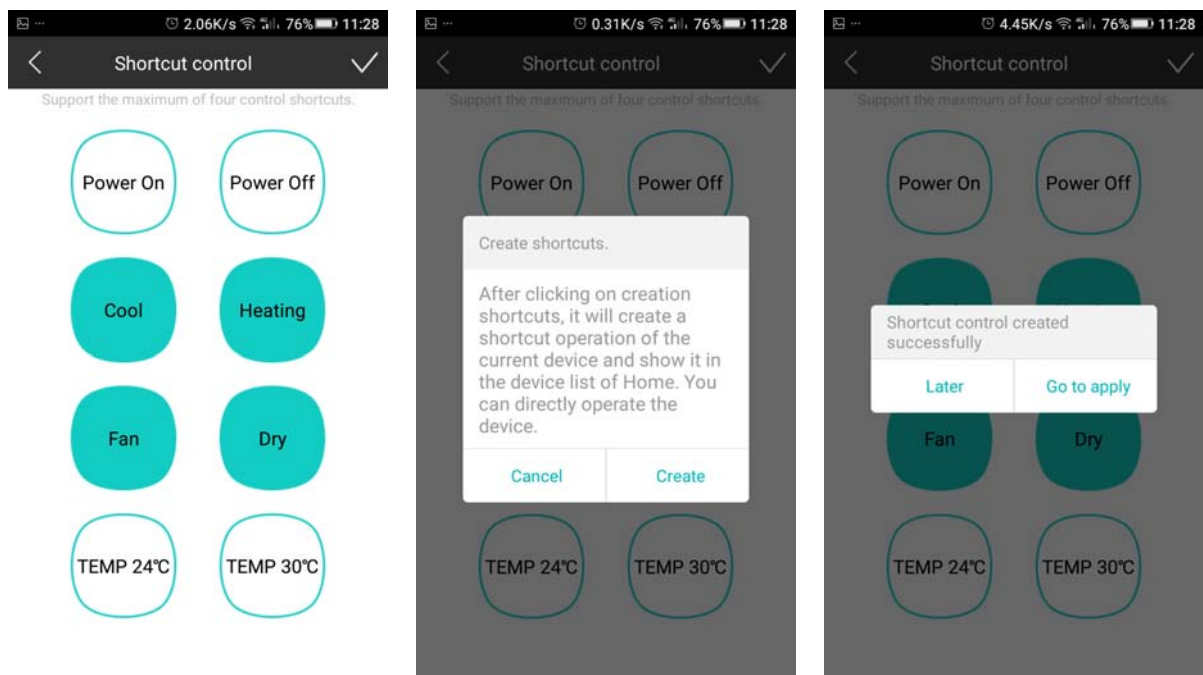 2.06K/s 76% 11:28
Shortcut control
Support the maximum of four control shortcuts.
Power On
Power Off
Cool
Heating
Fan
Dry
TEMP 24℃
TEMP 30℃
0.31K/s 76% 11:28
Shortcut control
Support the maximum of four control shortcuts.
Power On
Power Off
Create shortcuts.
After clicking on creation
shortcuts, it will create a
shortcut operation of the
current device and show it in
the device list of Home. You
can directly operate the
device.
Cancel
Create
TEMP 24℃
TEMP 30℃
4.45K/s 76% 11:28
Shortcut control
Support the maximum of four control shortcuts.
Power On
Power Off
Shortcut control created
successfully
Later
Go to apply
Fan
Dry
TEMP 24℃
TEMP 30℃